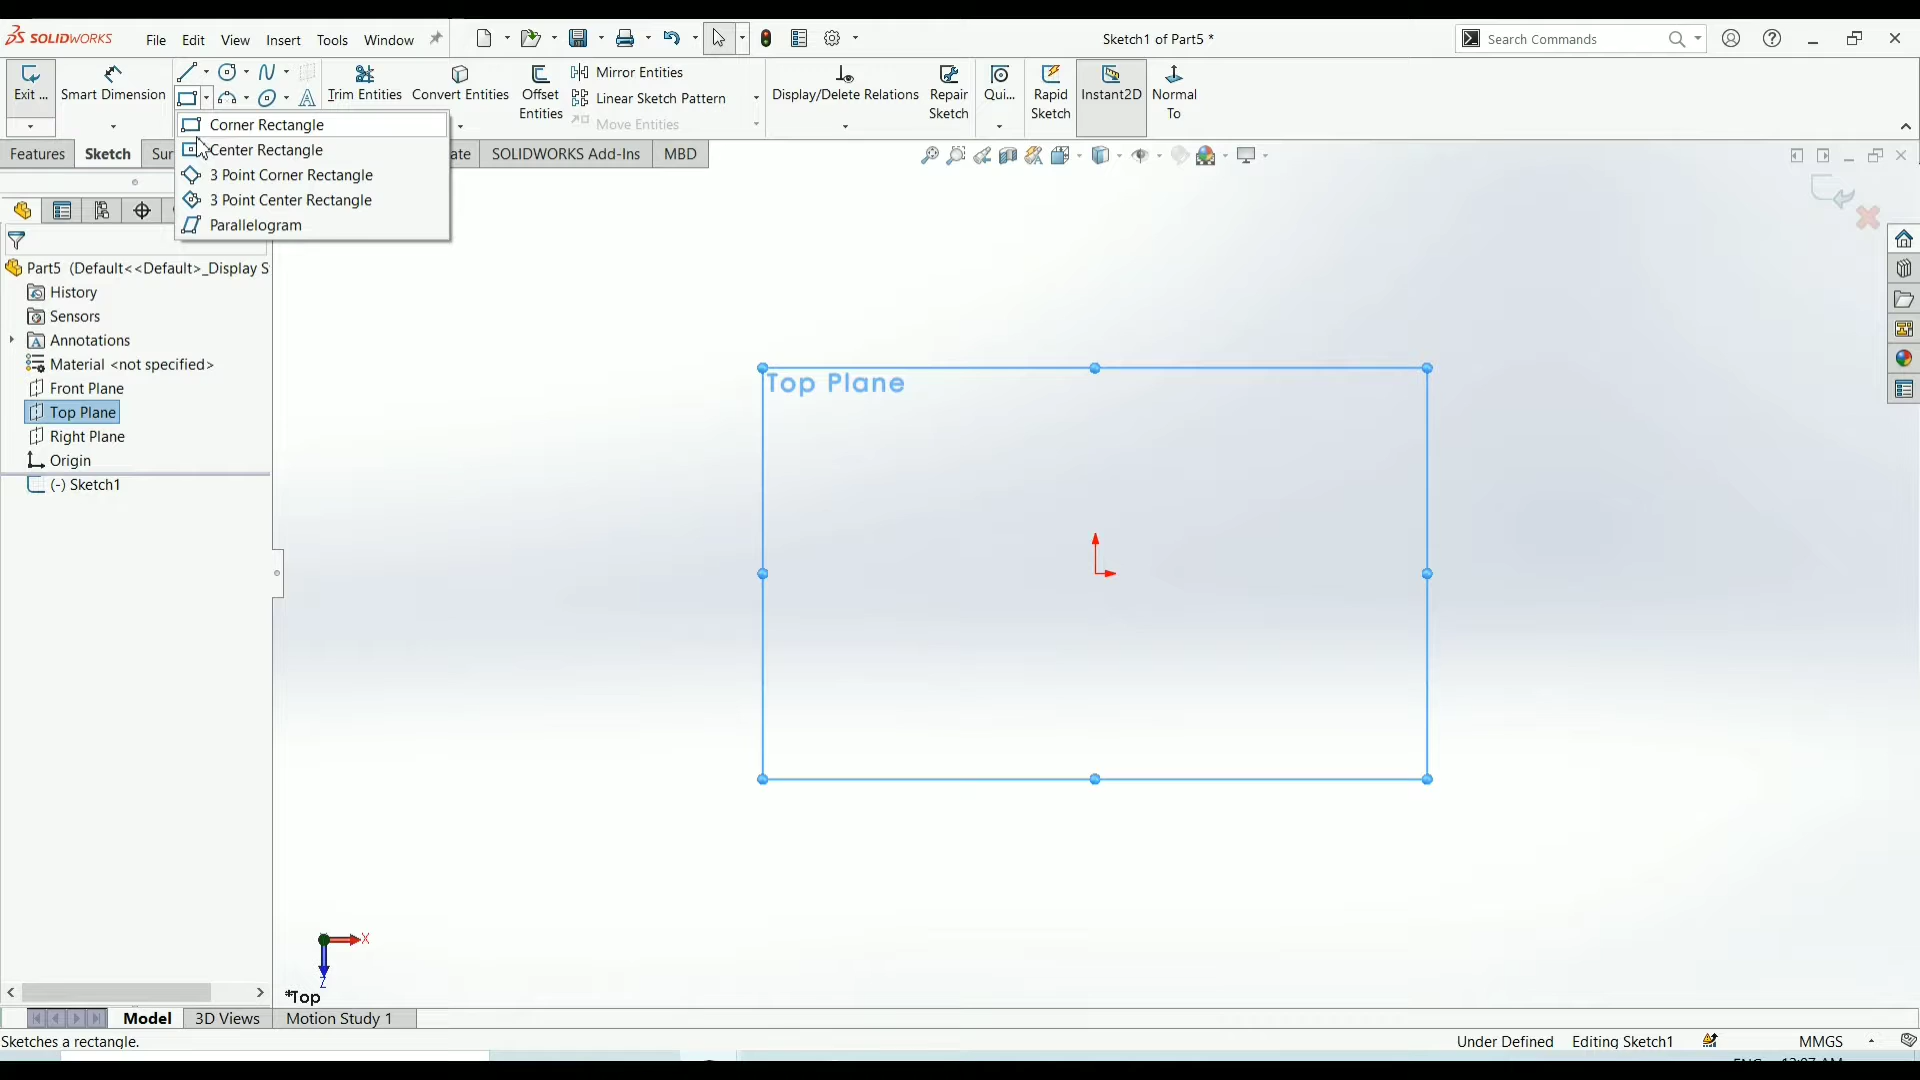 SOLIDWORKS File Edit View Insert Tools Window Sketch1 of Part5 * Search Commands
Exit ... Smart Dimension Trim Entities Convert Entities Offset Entities Mirror Entities Display/Delete Relations Repair Sketch Qui... Rapid Sketch Instant2D Normal To
Linear Sketch Pattern
Move Entities
Corner Rectangle
Center Rectangle
3 Point Corner Rectangle
3 Point Center Rectangle
Parallelogram
Features Sketch Sur ate SOLIDWORKS Add-Ins MBD
Part5 (Default<<Default>_Display S
History
Sensors
Annotations
Material <not specified>
Front Plane
Top Plane
Right Plane
Origin
(-) Sketch1
Top Plane
X
Z
*Top
Model 3D Views Motion Study 1
Sketches a rectangle. Under Defined Editing Sketch1 MMGS